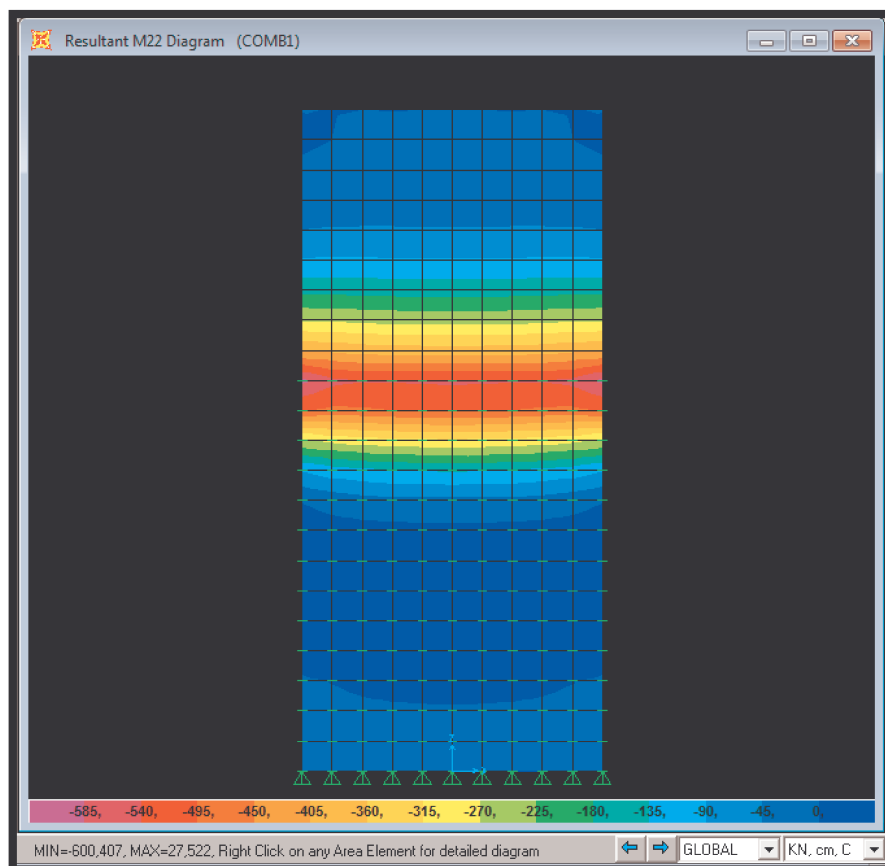 Resultant M22 Diagram (COMB1)
Z
-585, -540, -495, -450, -405, -360, -315, -270, -225, -180, -135, -90, -45, 0,
MIN=-600,407, MAX=27,522, Right Click on any Area Element for detailed diagram GLOBAL KN, cm, C